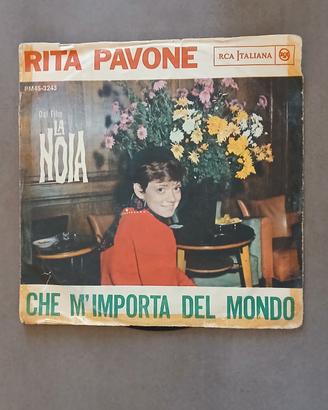 RITA PAVONE
RCA ITALIANA
PM45-3243
Dal Film
LA
NOIA
CHE M'IMPORTA DEL MONDO